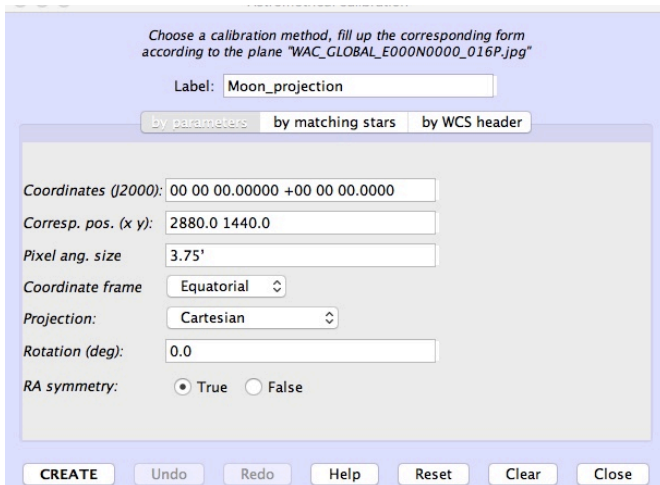 Choose a calibration method, fill up the corresponding form
according to the plane "WAC_GLOBAL_E000N0000_016P.jpg"
Label: Moon_projection
by parameters by matching stars by WCS header
Coordinates (J2000): 00 00 00.00000 +00 00 00.0000
Corresp. pos. (x y): 2880.0 1440.0
Pixel ang. size 3.75'
Coordinate frame Equatorial
Projection: Cartesian
Rotation (deg): 0.0
RA symmetry: True False
CREATE Undo Redo Help Reset Clear Close